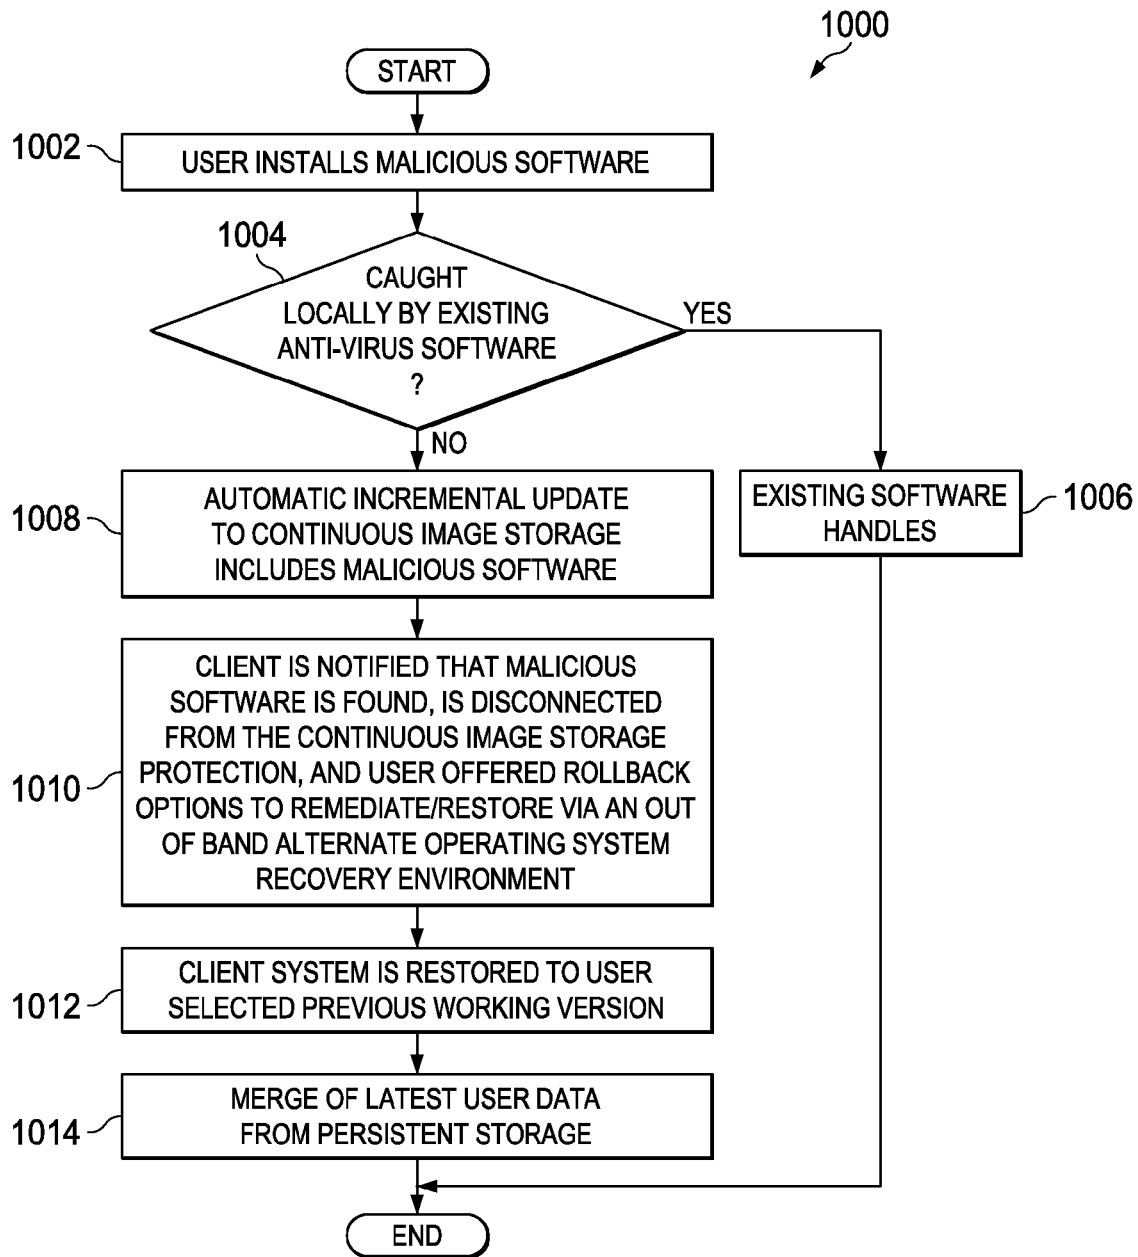 1000
START
1002
USER INSTALLS MALICIOUS SOFTWARE
1004
CAUGHT
LOCALLY BY EXISTING
ANTI-VIRUS SOFTWARE
?
YES
NO
1008
AUTOMATIC INCREMENTAL UPDATE
TO CONTINUOUS IMAGE STORAGE
INCLUDES MALICIOUS SOFTWARE
EXISTING SOFTWARE
HANDLES
1006
1010
CLIENT IS NOTIFIED THAT MALICIOUS
SOFTWARE IS FOUND, IS DISCONNECTED
FROM THE CONTINUOUS IMAGE STORAGE
PROTECTION, AND USER OFFERED ROLLBACK
OPTIONS TO REMEDIATE/RESTORE VIA AN OUT
OF BAND ALTERNATE OPERATING SYSTEM
RECOVERY ENVIRONMENT
1012
CLIENT SYSTEM IS RESTORED TO USER
SELECTED PREVIOUS WORKING VERSION
1014
MERGE OF LATEST USER DATA
FROM PERSISTENT STORAGE
END